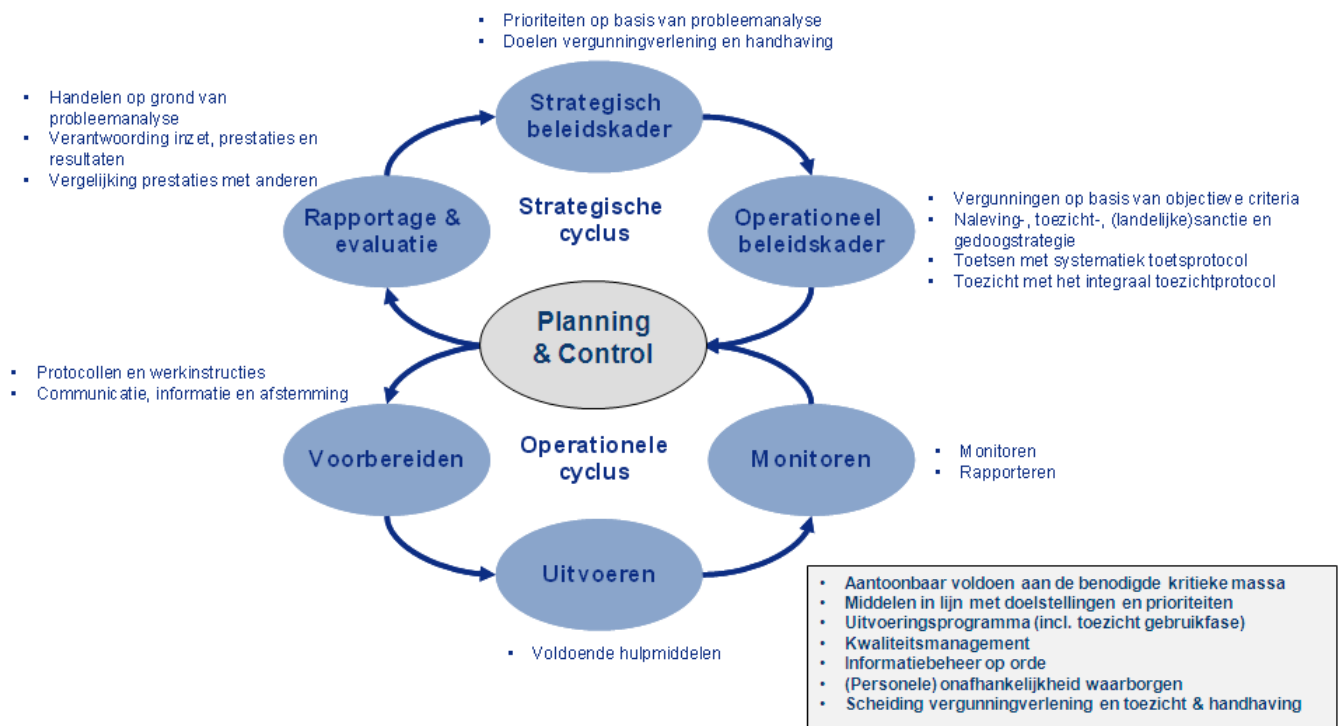 ▪ Prioriteiten op basis van probleemanalyse
▪ Doelen vergunningverlening en handhaving
▪ Handelen op grond van
probleemanalyse
▪ Verantwoording inzet, prestaties en
resultaten
▪ Vergelijking prestaties met anderen
Strategisch
beleidskader
Rapportage &
evaluatie
Strategische
cyclus
Operationeel
beleidskader
▪ Vergunningen op basis van objectieve criteria
▪ Naleving-, toezicht-, (landelijke)sanctie en
gedoogstrategie
▪ Toetsen met systematiek toetsprotocol
▪ Toezicht met het integraal toezichtprotocol
Planning
& Control
▪ Protocollen en werkinstructies
▪ Communicatie, informatie en afstemming
Voorbereiden
Operationele
cyclus
Monitoren
▪ Monitoren
▪ Rapporteren
Uitvoeren
▪ Voldoende hulpmiddelen
• Aantoonbaar voldoen aan de benodigde kritieke massa
• Middelen in lijn met doelstellingen en prioriteiten
• Uitvoeringsprogramma (incl. toezicht gebruikfase)
• Kwaliteitsmanagement
• Informatiebeheer op orde
• (Personele) onafhankelijkheid waarborgen
• Scheiding vergunningverlening en toezicht & handhaving